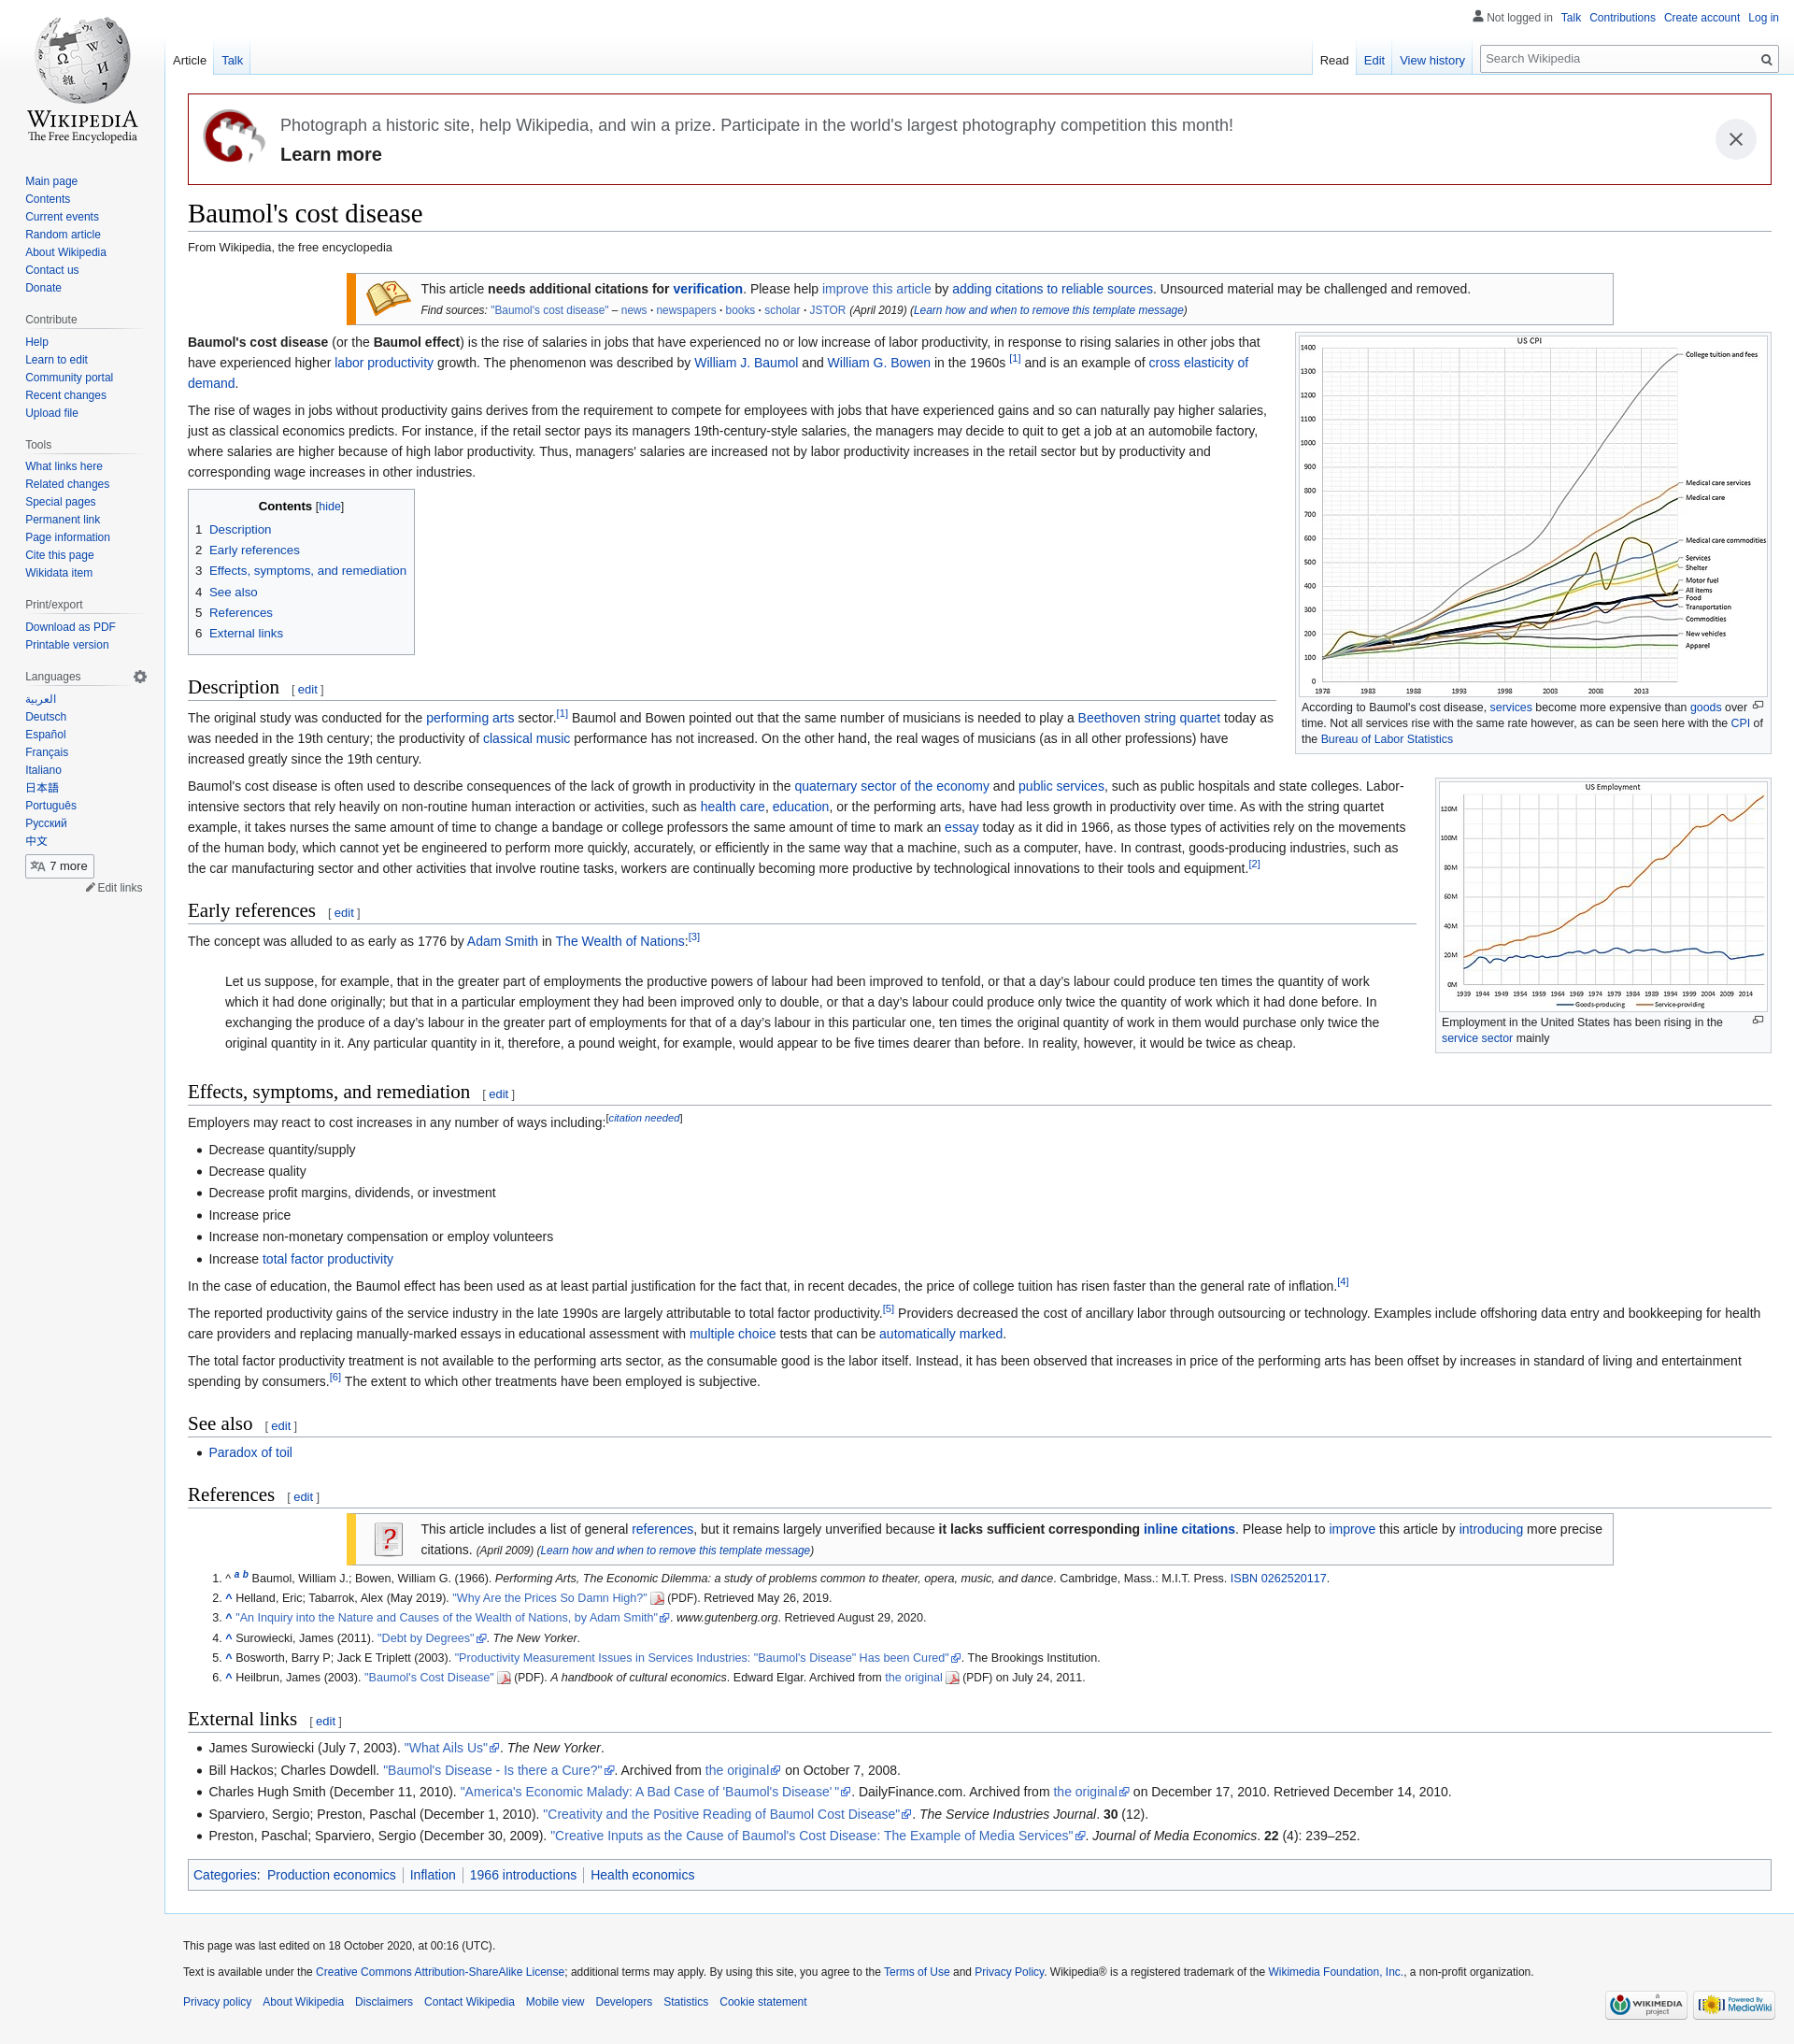 Not logged in Talk Contributions Create account Log in
Article Talk
Read Edit View history Search Wikipedia
WIKIPEDIA
The Free Encyclopedia
Main page
Contents
Current events
Random article
About Wikipedia
Contact us
Donate
Contribute
Help
Learn to edit
Community portal
Recent changes
Upload file
Tools
What links here
Related changes
Special pages
Permanent link
Page information
Cite this page
Wikidata item
Print/export
Download as PDF
Printable version
Languages
العربية
Deutsch
Español
Français
Italiano
日本語
Português
Русский
中文
7 more
Edit links
Photograph a historic site, help Wikipedia, and win a prize. Participate in the world's largest photography competition this month!
Learn more
Baumol's cost disease
From Wikipedia, the free encyclopedia
This article needs additional citations for verification. Please help improve this article by adding citations to reliable sources. Unsourced material may be challenged and removed.
Find sources: "Baumol's cost disease" – news · newspapers · books · scholar · JSTOR (April 2019) (Learn how and when to remove this template message)
Baumol's cost disease (or the Baumol effect) is the rise of salaries in jobs that have experienced no or low increase of labor productivity, in response to rising salaries in other jobs that
have experienced higher labor productivity growth. The phenomenon was described by William J. Baumol and William G. Bowen in the 1960s [1] and is an example of cross elasticity of
demand.
The rise of wages in jobs without productivity gains derives from the requirement to compete for employees with jobs that have experienced gains and so can naturally pay higher salaries,
just as classical economics predicts. For instance, if the retail sector pays its managers 19th-century-style salaries, the managers may decide to quit to get a job at an automobile factory,
where salaries are higher because of high labor productivity. Thus, managers' salaries are increased not by labor productivity increases in the retail sector but by productivity and
corresponding wage increases in other industries.
US CPI
1400
1300
1200
1100
1000
900
800
700
600
500
400
300
200
100
0
1978 1983 1988 1993 1998 2003 2008 2013
College tuition and fees
Medical care services
Medical care
Medical care commodities
Services
Shelter
Motor fuel
All items
Food
Transportation
Commodities
New vehicles
Apparel
According to Baumol's cost disease, services become more expensive than goods over
time. Not all services rise with the same rate however, as can be seen here with the CPI of
the Bureau of Labor Statistics
Contents [hide]
1 Description
2 Early references
3 Effects, symptoms, and remediation
4 See also
5 References
6 External links
Description [ edit ]
The original study was conducted for the performing arts sector.[1] Baumol and Bowen pointed out that the same number of musicians is needed to play a Beethoven string quartet today as
was needed in the 19th century; the productivity of classical music performance has not increased. On the other hand, the real wages of musicians (as in all other professions) have
increased greatly since the 19th century.
Baumol's cost disease is often used to describe consequences of the lack of growth in productivity in the quaternary sector of the economy and public services, such as public hospitals and state colleges. Labor-
intensive sectors that rely heavily on non-routine human interaction or activities, such as health care, education, or the performing arts, have had less growth in productivity over time. As with the string quartet
example, it takes nurses the same amount of time to change a bandage or college professors the same amount of time to mark an essay today as it did in 1966, as those types of activities rely on the movements
of the human body, which cannot yet be engineered to perform more quickly, accurately, or efficiently in the same way that a machine, such as a computer, have. In contrast, goods-producing industries, such as
the car manufacturing sector and other activities that involve routine tasks, workers are continually becoming more productive by technological innovations to their tools and equipment.[2]
US Employment
120M
100M
80M
60M
40M
20M
0M
1939 1944 1949 1954 1959 1964 1969 1974 1979 1984 1989 1994 1999 2004 2009 2014
Goods-producing Service-providing
Employment in the United States has been rising in the
service sector mainly
Early references [ edit ]
The concept was alluded to as early as 1776 by Adam Smith in The Wealth of Nations:[3]
Let us suppose, for example, that in the greater part of employments the productive powers of labour had been improved to tenfold, or that a day's labour could produce ten times the quantity of work
which it had done originally; but that in a particular employment they had been improved only to double, or that a day's labour could produce only twice the quantity of work which it had done before. In
exchanging the produce of a day's labour in the greater part of employments for that of a day's labour in this particular one, ten times the original quantity of work in them would purchase only twice the
original quantity in it. Any particular quantity in it, therefore, a pound weight, for example, would appear to be five times dearer than before. In reality, however, it would be twice as cheap.
Effects, symptoms, and remediation [ edit ]
Employers may react to cost increases in any number of ways including:[citation needed]
• Decrease quantity/supply
• Decrease quality
• Decrease profit margins, dividends, or investment
• Increase price
• Increase non-monetary compensation or employ volunteers
• Increase total factor productivity
In the case of education, the Baumol effect has been used as at least partial justification for the fact that, in recent decades, the price of college tuition has risen faster than the general rate of inflation.[4]
The reported productivity gains of the service industry in the late 1990s are largely attributable to total factor productivity.[5] Providers decreased the cost of ancillary labor through outsourcing or technology. Examples include offshoring data entry and bookkeeping for health
care providers and replacing manually-marked essays in educational assessment with multiple choice tests that can be automatically marked.
The total factor productivity treatment is not available to the performing arts sector, as the consumable good is the labor itself. Instead, it has been observed that increases in price of the performing arts has been offset by increases in standard of living and entertainment
spending by consumers.[6] The extent to which other treatments have been employed is subjective.
See also [ edit ]
• Paradox of toil
References [ edit ]
This article includes a list of general references, but it remains largely unverified because it lacks sufficient corresponding inline citations. Please help to improve this article by introducing more precise
citations. (April 2009) (Learn how and when to remove this template message)
1. ^ a b Baumol, William J.; Bowen, William G. (1966). Performing Arts, The Economic Dilemma: a study of problems common to theater, opera, music, and dance. Cambridge, Mass.: M.I.T. Press. ISBN 0262520117.
2. ^ Helland, Eric; Tabarrok, Alex (May 2019). "Why Are the Prices So Damn High?" (PDF). Retrieved May 26, 2019.
3. ^ "An Inquiry into the Nature and Causes of the Wealth of Nations, by Adam Smith". www.gutenberg.org. Retrieved August 29, 2020.
4. ^ Surowiecki, James (2011). "Debt by Degrees". The New Yorker.
5. ^ Bosworth, Barry P; Jack E Triplett (2003). "Productivity Measurement Issues in Services Industries: "Baumol's Disease" Has been Cured". The Brookings Institution.
6. ^ Heilbrun, James (2003). "Baumol's Cost Disease" (PDF). A handbook of cultural economics. Edward Elgar. Archived from the original (PDF) on July 24, 2011.
External links [ edit ]
• James Surowiecki (July 7, 2003). "What Ails Us". The New Yorker.
• Bill Hackos; Charles Dowdell. "Baumol's Disease - Is there a Cure?". Archived from the original on October 7, 2008.
• Charles Hugh Smith (December 11, 2010). "America's Economic Malady: A Bad Case of 'Baumol's Disease' ". DailyFinance.com. Archived from the original on December 17, 2010. Retrieved December 14, 2010.
• Sparviero, Sergio; Preston, Paschal (December 1, 2010). "Creativity and the Positive Reading of Baumol Cost Disease". The Service Industries Journal. 30 (12).
• Preston, Paschal; Sparviero, Sergio (December 30, 2009). "Creative Inputs as the Cause of Baumol's Cost Disease: The Example of Media Services". Journal of Media Economics. 22 (4): 239–252.
Categories: Production economics | Inflation | 1966 introductions | Health economics
This page was last edited on 18 October 2020, at 00:16 (UTC).
Text is available under the Creative Commons Attribution-ShareAlike License; additional terms may apply. By using this site, you agree to the Terms of Use and Privacy Policy. Wikipedia® is a registered trademark of the Wikimedia Foundation, Inc., a non-profit organization.
Privacy policy About Wikipedia Disclaimers Contact Wikipedia Mobile view Developers Statistics Cookie statement
a WIKIMEDIA project
Powered By MediaWiki